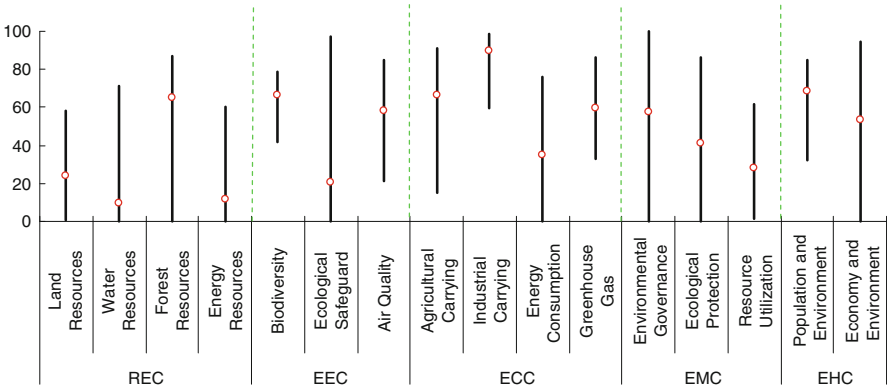 100
80
60
40
20
0
Land
Resources
Water
Resources
Forest
Resources
Energy
Resources
Biodiversity
Ecological
Safeguard
Air Quality
Agricultural
Carrying
Industrial
Carrying
Energy
Consumption
Greenhouse
Gas
Environmental
Governance
Ecological
Protection
Resource
Utilization
Population and
Environment
Economy and
Environment
REC
EEC
ECC
EMC
EHC